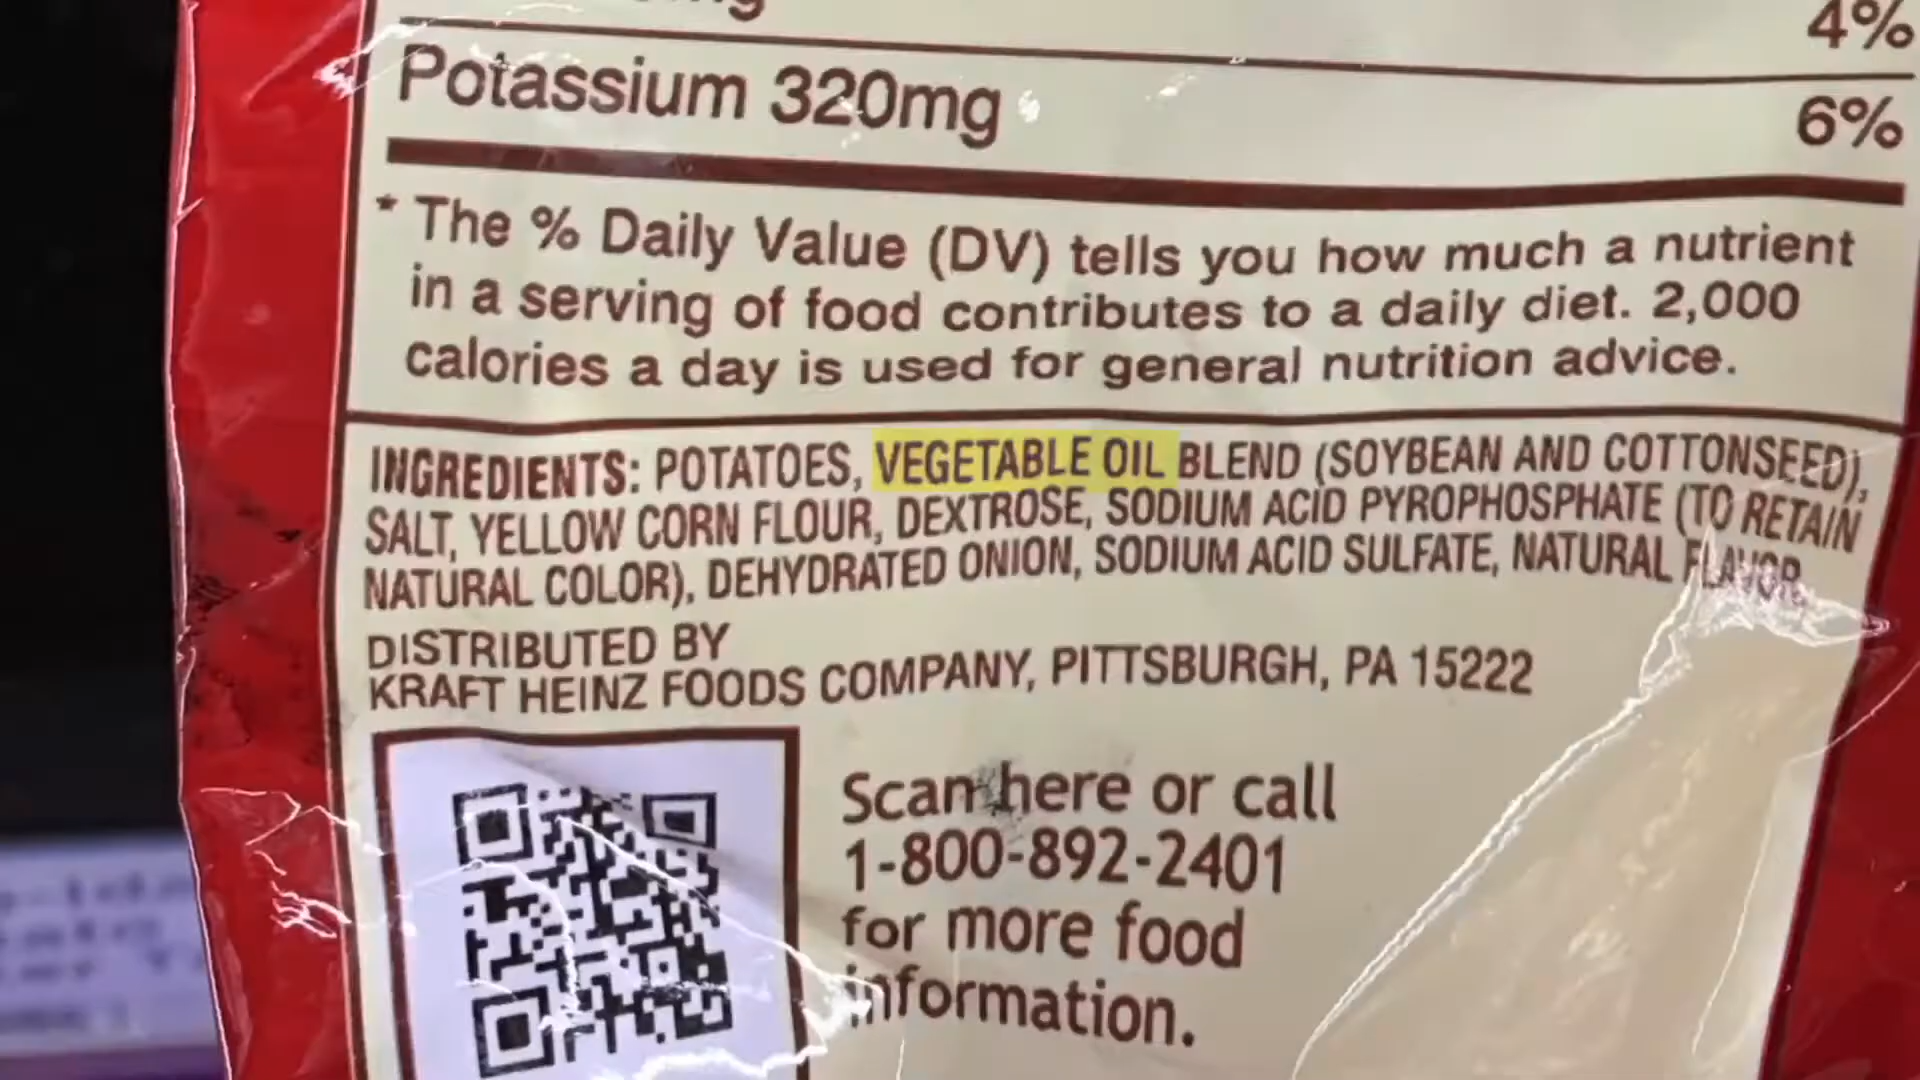 4%
Potassium 320mg 6%
* The % Daily Value (DV) tells you how much a nutrient
in a serving of food contributes to a daily diet. 2,000
calories a day is used for general nutrition advice.
INGREDIENTS: POTATOES, VEGETABLE OIL BLEND (SOYBEAN AND COTTONSEED),
SALT, YELLOW CORN FLOUR, DEXTROSE, SODIUM ACID PYROPHOSPHATE (TO RETAIN
NATURAL COLOR), DEHYDRATED ONION, SODIUM ACID SULFATE, NATURAL FLAVOR.
DISTRIBUTED BY
KRAFT HEINZ FOODS COMPANY, PITTSBURGH, PA 15222
Scan here or call
1-800-892-2401
for more food
information.